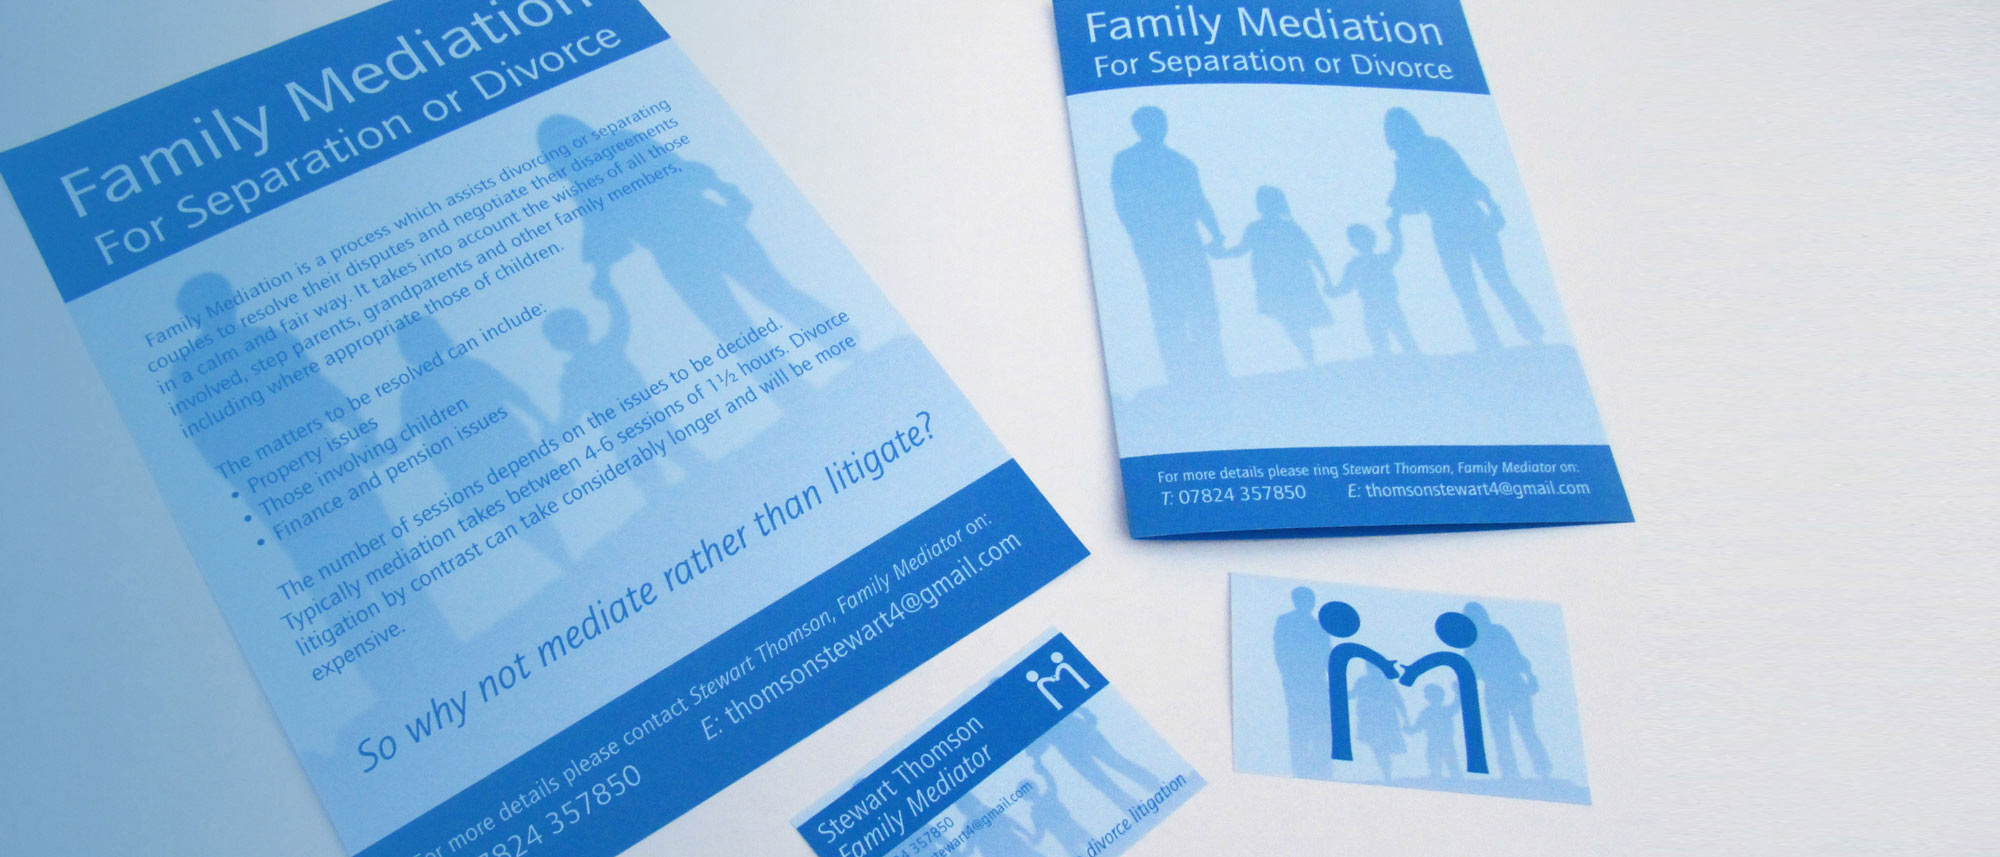 Family Mediation
For Separation or Divorce
Family Mediation is a process which assists divorcing or separating
couples to resolve their disputes and negotiate their disagreements
in a calm and fair way. It takes into account the wishes of all those
involved, step parents, grandparents and other family members,
including where appropriate those of children.
The matters to be resolved can include:
• Property issues
• Those involving children
• Finance and pension issues
The number of sessions depends on the issues to be decided.
Typically mediation takes between 4-6 sessions of 1½ hours. Divorce
litigation by contrast can take considerably longer and will be more
expensive.
So why not mediate rather than litigate?
For more details please contact Stewart Thomson, Family Mediator on:
7824 357850 E: thomsonstewart4@gmail.com
Family Mediation
For Separation or Divorce
For more details please ring Stewart Thomson, Family Mediator on:
T: 07824 357850 E: thomsonstewart4@gmail.com
Stewart Thomson
Family Mediator
357850
stewart4@gmail.com
divorce litigation